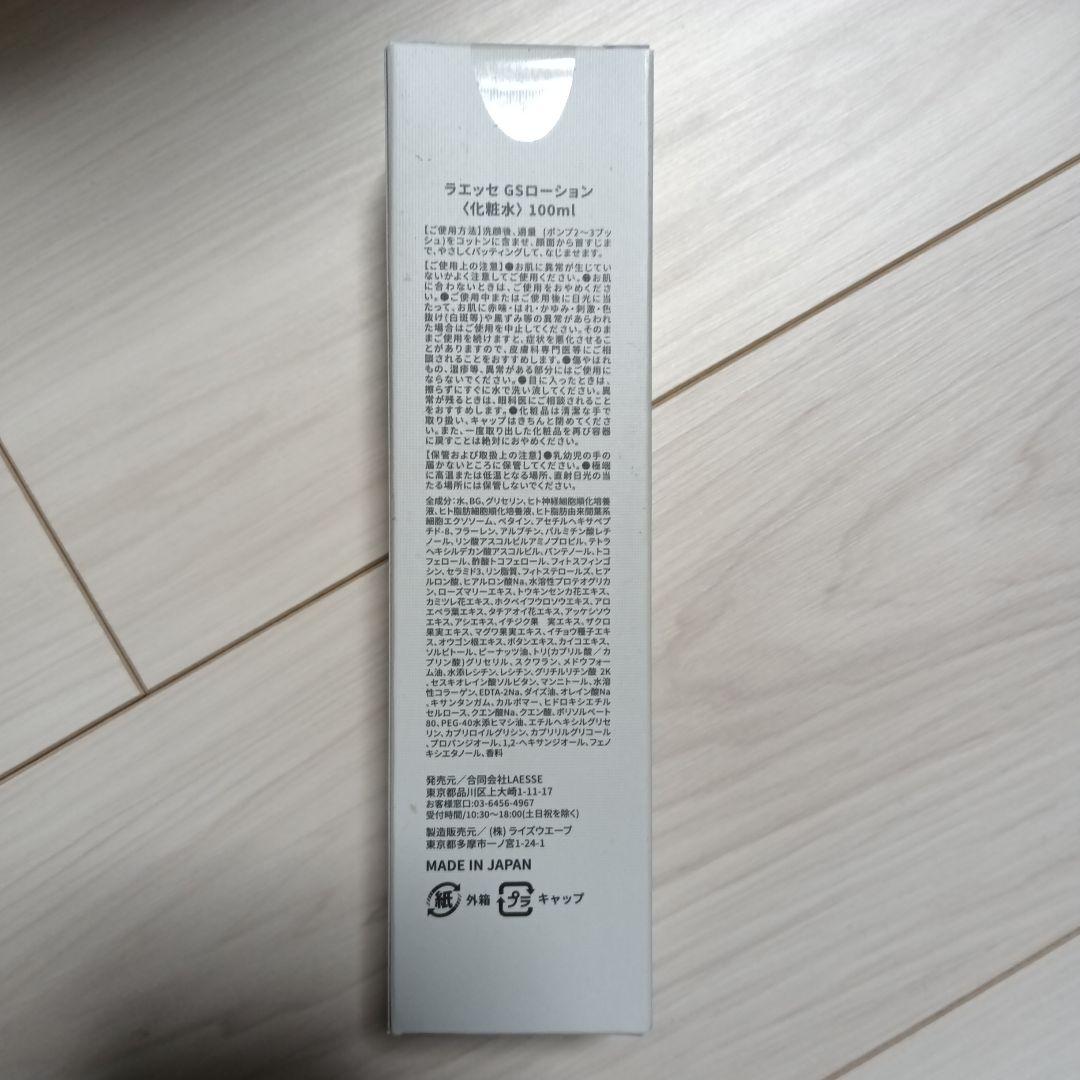 ラエッセ GSローション
〈化粧水〉 100ml
【ご使用方法】洗顔後、適量 (ポンプ2〜3プッ
シュ)をコットンに含ませ、顔面から首すじま
で、やさしくパッティングして、なじませます。
【ご使用上の注意】●お肌に異常が生じてい
ないかよく注意してご使用ください。●お肌
に合わないときは、ご使用をおやめくださ
い。●ご使用中またはご使用後に日光に当
たって、お肌に赤味・はれ・かゆみ・刺激・色
抜け(白斑等)や黒ずみ等の異常があらわれ
た場合はご使用を中止してください。そのま
まご使用を続けますと、症状を悪化させるこ
とがありますので、皮膚科専門医等にご相
談されることをおすすめします。●傷やはれ
もの、湿疹等、異常がある部分にはご使用に
ならないでください。●目に入ったときは、
擦らずにすぐに水で洗い流してください。異
常が残るときは、眼科医にご相談されること
をおすすめします。●化粧品は清潔な手で
取り扱い、キャップはきちんと閉めてくださ
い。また、一度取り出した化粧品を再び容器
に戻すことは絶対におやめください。
【保管および取扱上の注意】●乳幼児の手の
届かないところに保管してください。●極端
に高温または低温となる場所、直射日光の当
たる場所には保管しないでください。
全成分:水、BG、グリセリン、ヒト神経細胞順化培養
液、ヒト脂肪細胞順化培養液、ヒト脂肪由来間葉系
細胞エクソソーム、ベタイン、アセチルヘキサペプ
チド-8、フラーレン、アルブチン、パルミチン酸レチ
ノール、リン酸アスコルビルアミノプロピル、テトラ
ヘキシルデカン酸アスコルビル、パンテノール、トコ
フェロール、酢酸トコフェロール、フィトスフィンゴ
シン、セラミド3、リン脂質、フィトステロールズ、ヒア
ルロン酸、ヒアルロン酸Na、水溶性プロテオグリカ
ン、ローズマリーエキス、トウキンセンカ花エキス、
カミツレ花エキス、ホクベイフウロソウエキス、アロ
エベラ葉エキス、タチアオイ花エキス、アッケシソウ
エキス、アシエキス、イチジク果 実エキス、ザクロ
果実エキス、マグワ果実エキス、イチョウ種子エキ
ス、オウゴン根エキス、ボタンエキス、カイコエキス、
ソルビトール、ピーナッツ油、トリ(カプリル酸／カ
プリン酸)グリセリル、スクワラン、メドウフォー
ム油、水添レシチン、レシチン、グリチルリチン酸 2K
、セスキオレイン酸ソルビタン、マンニトール、水溶
性コラーゲン、EDTA-2Na、ダイズ油、オレイン酸Na
、キサンタンガム、カルボマー、ヒドロキシエチル
セルロース、クエン酸Na、クエン酸、ポリソルベート
80、PEG-40水添ヒマシ油、エチルヘキシルグリセ
リン、カプリロイルグリシン、カプリリルグリコール
、プロパンジオール、1,2-ヘキサンジオール、フェノ
キシエタノール、香料
発売元／合同会社LAESSE
東京都品川区上大崎1-11-17
お客様窓口:03-6456-4967
受付時間/10:30〜18:00(土日祝を除く)
製造販売元／ (株) ライズウエーブ
東京都多摩市一ノ宮1-24-1
MADE IN JAPAN
紙 外箱 プラ キャップ